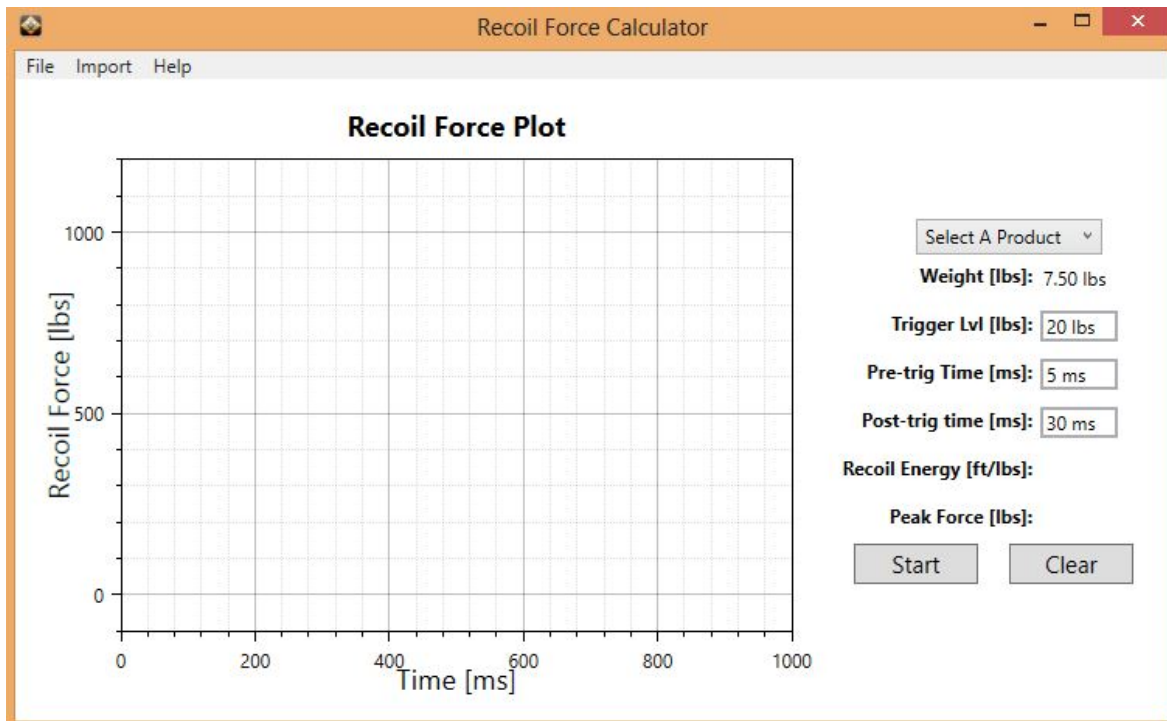 Recoil Force Calculator
File Import Help
Recoil Force Plot
Recoil Force [lbs]
1000
500
0
0 200 400 600 800 1000
Time [ms]
Select A Product
Weight [lbs]: 7.50 lbs
Trigger Lvl [lbs]: 20 lbs
Pre-trig Time [ms]: 5 ms
Post-trig time [ms]: 30 ms
Recoil Energy [ft/lbs]:
Peak Force [lbs]:
Start Clear